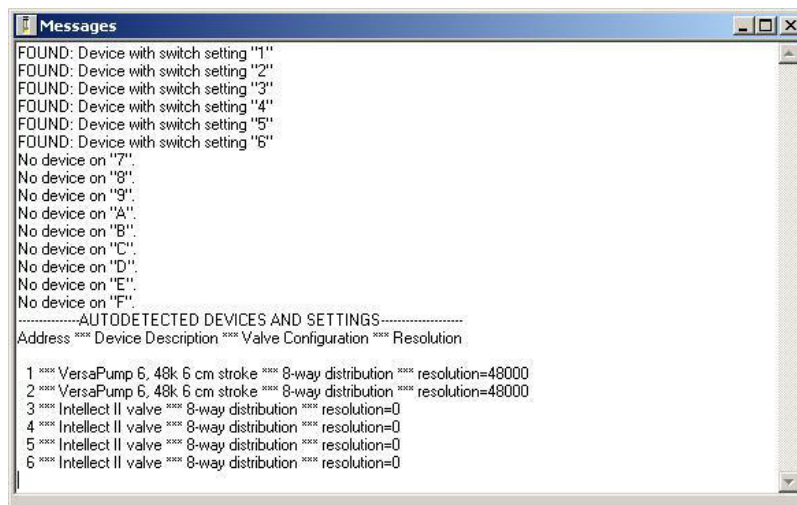 Messages
FOUND: Device with switch setting "1"
FOUND: Device with switch setting "2"
FOUND: Device with switch setting "3"
FOUND: Device with switch setting "4"
FOUND: Device with switch setting "5"
FOUND: Device with switch setting "6"
No device on "7".
No device on "8".
No device on "9".
No device on "A".
No device on "B".
No device on "C".
No device on "D".
No device on "E".
No device on "F".
--------------AUTODETECTED DEVICES AND SETTINGS-------------------
Address *** Device Description *** Valve Configuration *** Resolution
1 *** VersaPump 6, 48k 6 cm stroke *** 8-way distribution *** resolution=48000
2 *** VersaPump 6, 48k 6 cm stroke *** 8-way distribution *** resolution=48000
3 *** Intellect II valve *** 8-way distribution *** resolution=0
4 *** Intellect II valve *** 8-way distribution *** resolution=0
5 *** Intellect II valve *** 8-way distribution *** resolution=0
6 *** Intellect II valve *** 8-way distribution *** resolution=0